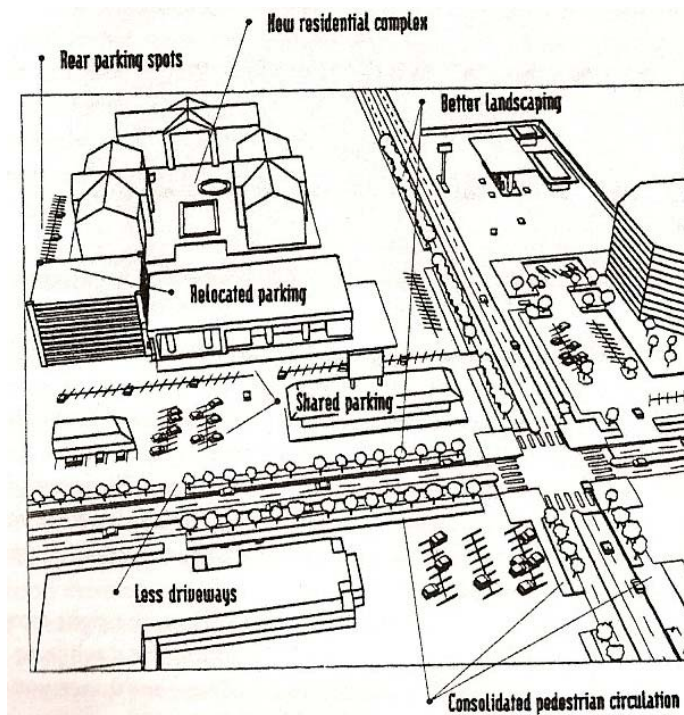 New residential complex
Rear parking spots
Better landscaping
Relocated parking
Shared parking
Less driveways
Consolidated pedestrian circulation